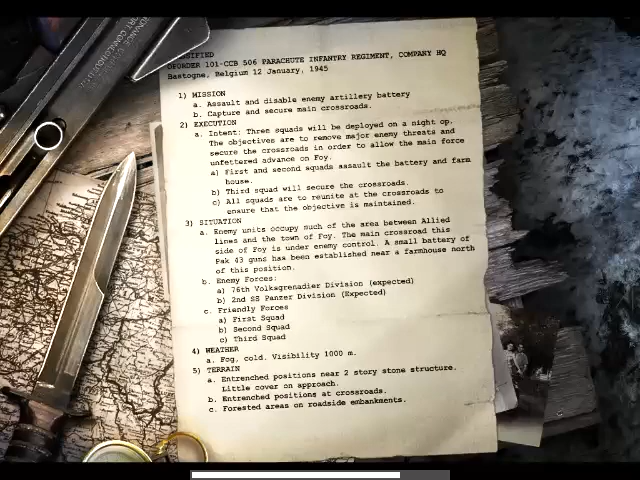 OPORDER 101-CCB 506 PARACHUTE INFANTRY REGIMENT, COMPANY HQ
Bastogne, Belgium 12 January, 1945
1) MISSION
a. Assault and disable enemy artillery battery
b. Capture and secure main crossroads.
2) EXECUTION
a. Intent: Three squads will be deployed on a night op.
The objectives are to remove major enemy threats and
secure the crossroads in order to allow the main force
unfettered advance on Foy.
a) First and second squads assault the battery and farm
house.
b) Third squad will secure the crossroads.
c) All squads are to reunite at the crossroads to
ensure that the objective is maintained.
3) SITUATION
a. Enemy units occupy much of the area between Allied
lines and the town of Foy. The main crossroad this
side of Foy is under enemy control. A small battery of
Pak 43 guns has been established near a farmhouse north
of this position.
b. Enemy Forces:
a) 76th Volksgrenadier Division (expected)
b) 2nd SS Panzer Division (Expected)
c. Friendly Forces
a) First Squad
b) Second Squad
c) Third Squad
4) WEATHER
a. Fog, cold. Visibility 1000 m.
5) TERRAIN
a. Entrenched positions near 2 story stone structure.
Little cover on approach.
b. Entrenched positions at crossroads.
c. Forested areas on roadside embankments.